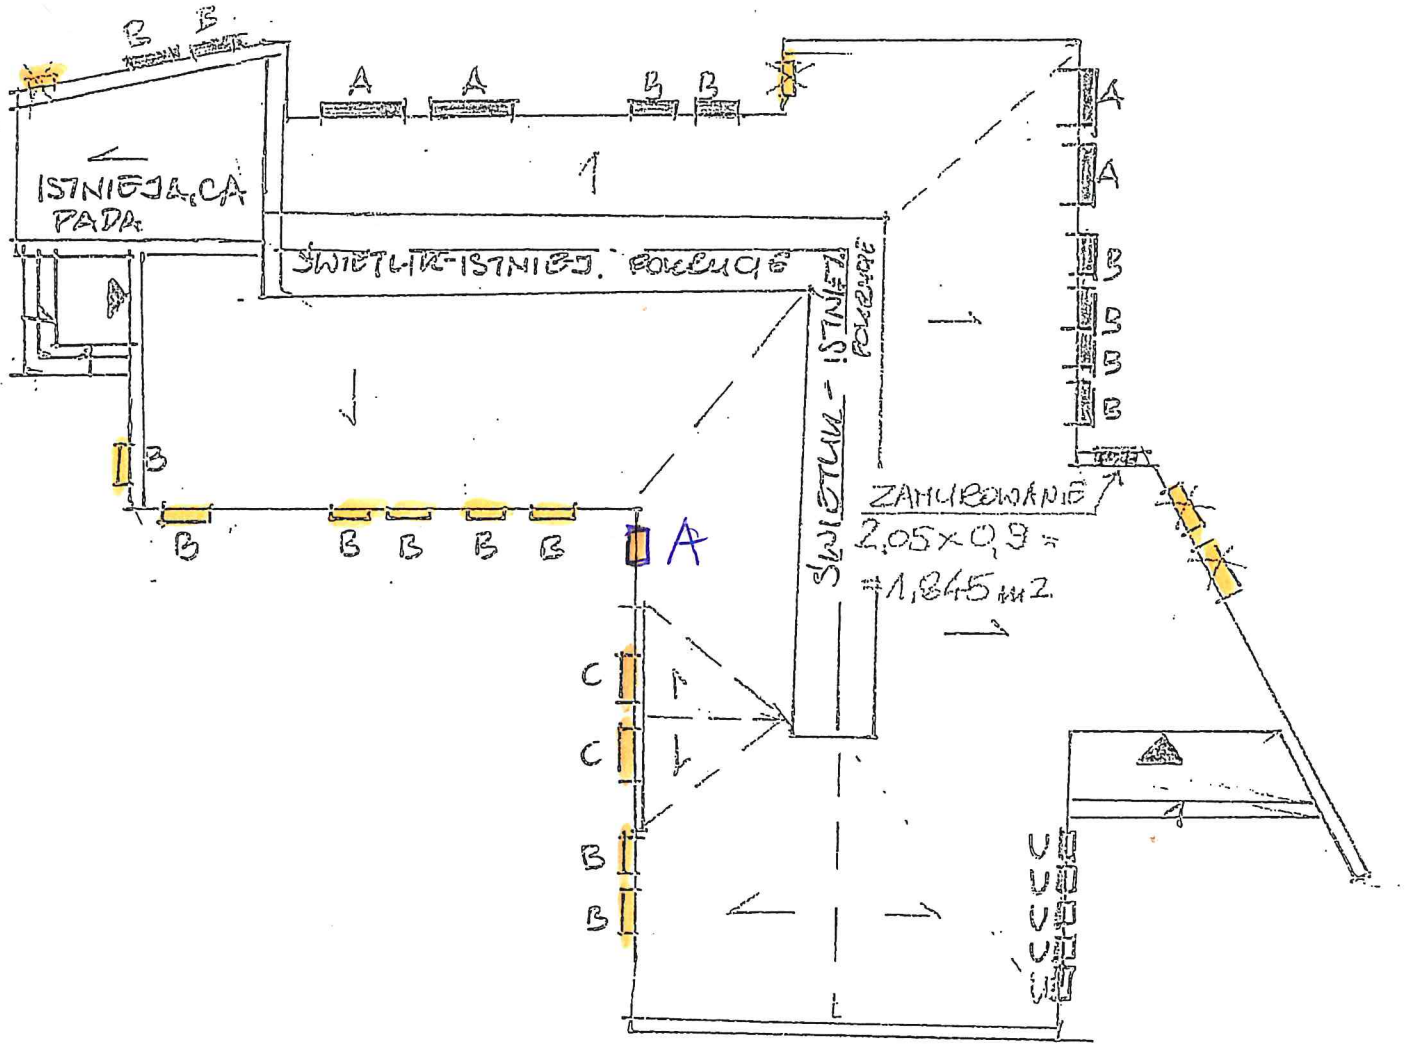 B B
A A B B
A
A
1
ISTNIEJĄCA
PADA
ŚWIETLIK-ISTNIEJ. POKRYCIE
ŚWIETLIK - ISTNIEJ.
POKRYCIE
B
B
B
B
B
B B B B B
A
ZAMUROWANIE
2,05 x 0,9 =
= 1,845 m2
C
C
B
B
U
U
U
U
U